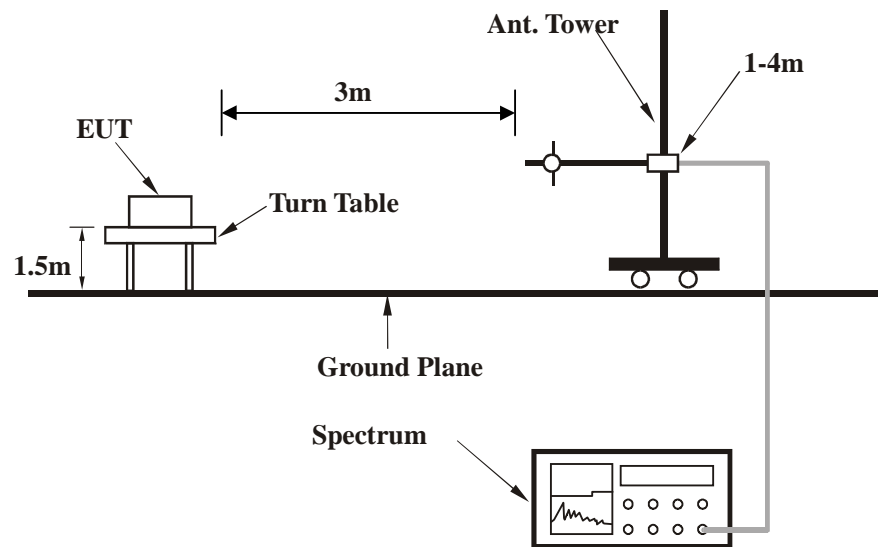 Ant. Tower
1-4m
3m
EUT
Turn Table
1.5m
Ground Plane
Spectrum